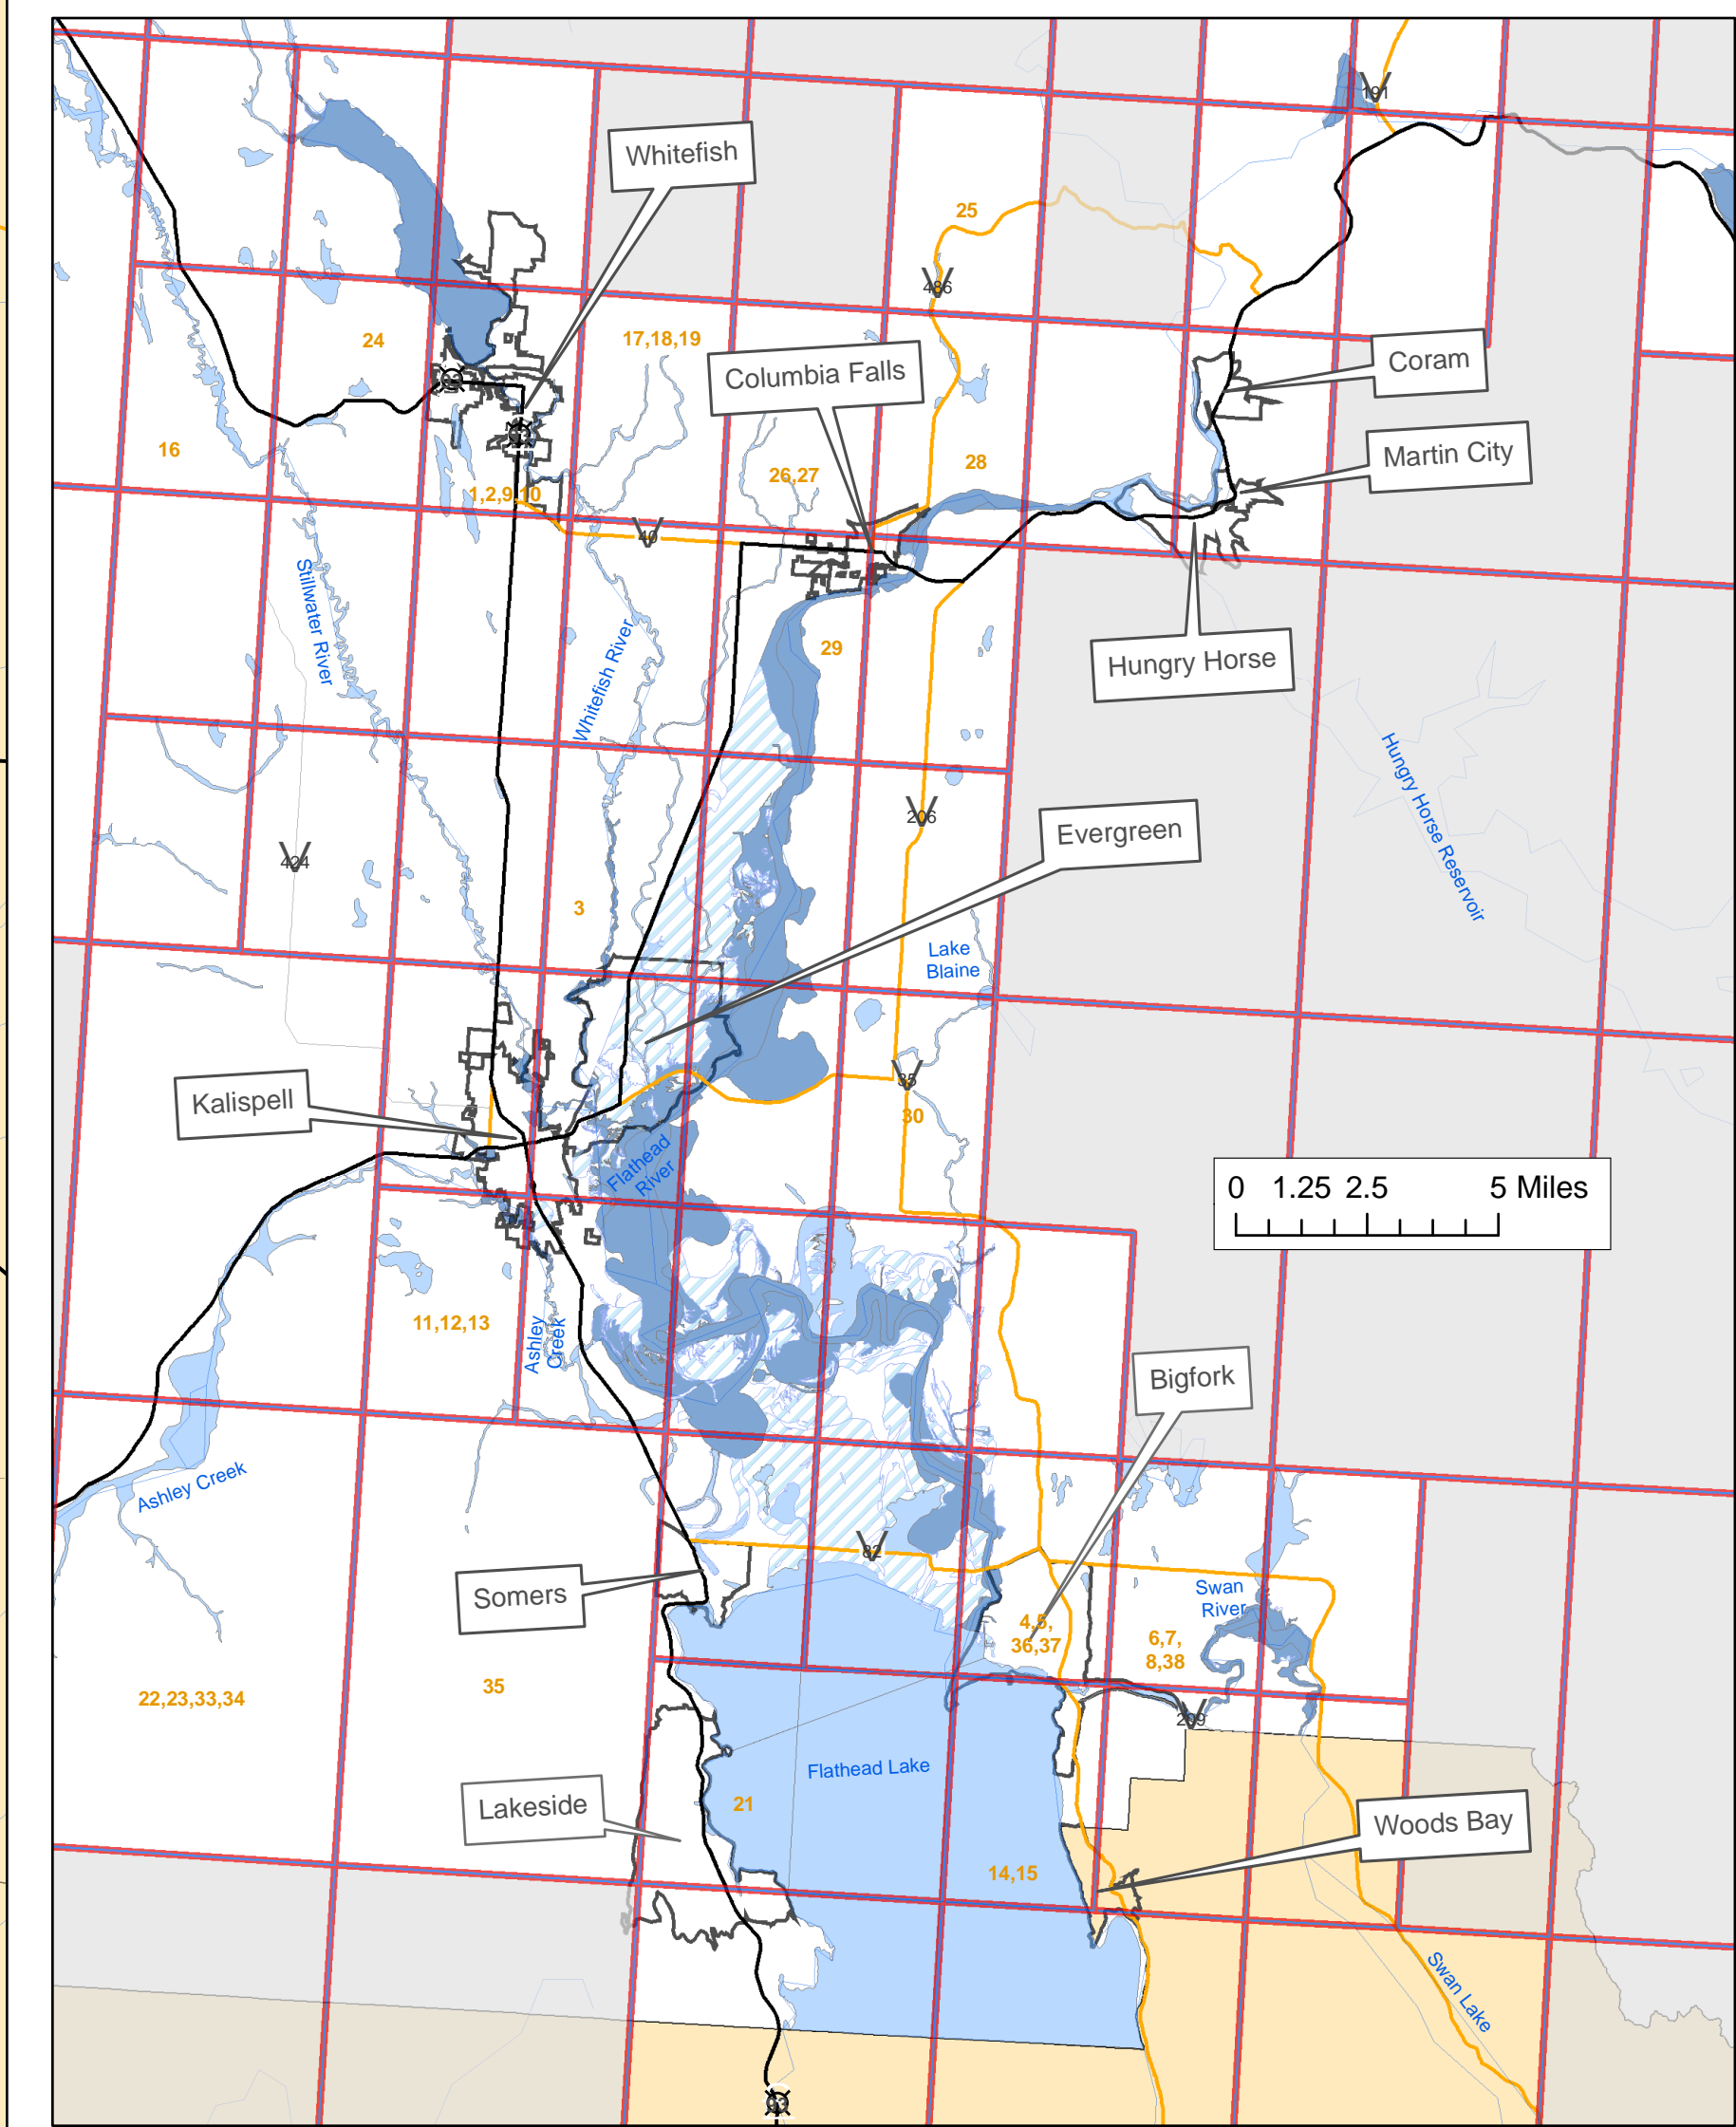 191
Whitefish
25
486
24
17,18,19
Columbia Falls
Coram
93
Martin City
16
28
26,27
1,2,9,10
40
Stillwater River
Whitefish River
29
Hungry Horse
Hungry Horse Reservoir
206
Evergreen
424
3
Lake
Blaine
35
Kalispell
30
Flathead
River
0 1.25 2.5 5 Miles
11,12,13
Ashley
Creek
Bigfork
Ashley Creek
82
Somers
Swan
River
4,5,
36,37
6,7,
8,38
35
22,23,33,34
209
Flathead Lake
21
Lakeside
Woods Bay
14,15
Swan Lake
93